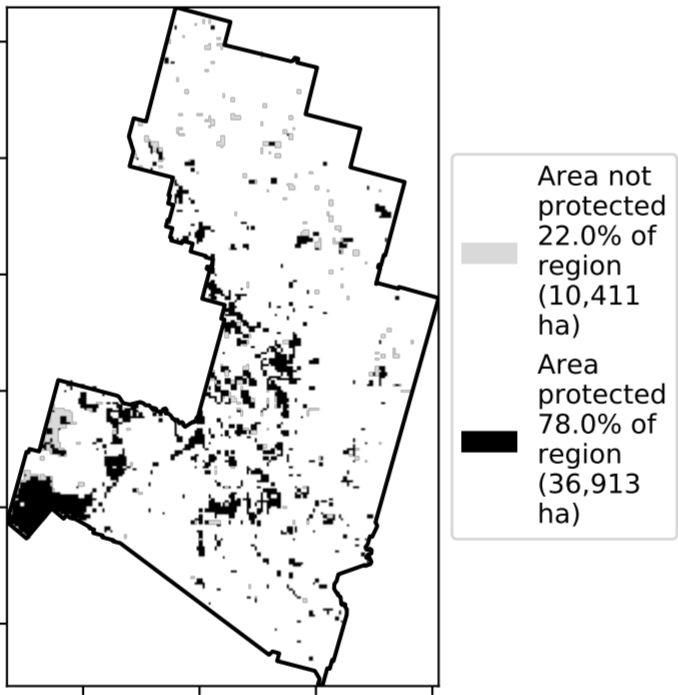 Area not
protected
22.0% of
region
(10,411
ha)
Area
protected
78.0% of
region
(36,913
ha)